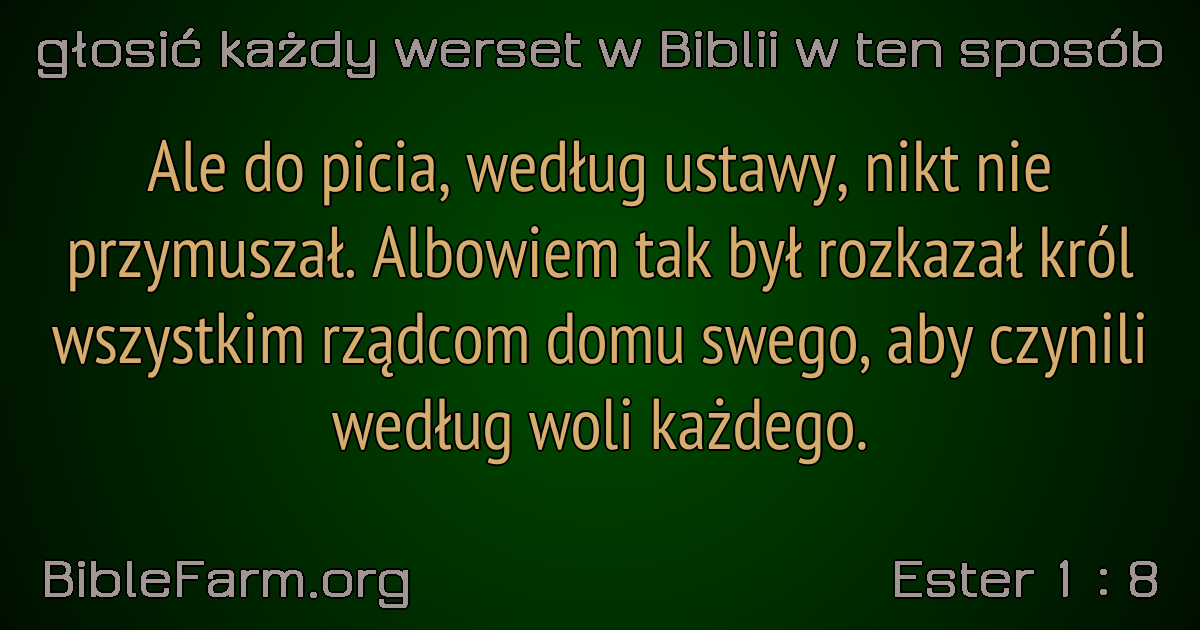 głosić każdy werset w Biblii w ten sposób
Ale do picia, według ustawy, nikt nie
przymuszał. Albowiem tak był rozkazał król
wszystkim rządcom domu swego, aby czynili
według woli każdego.
BibleFarm.org
Ester 1 : 8